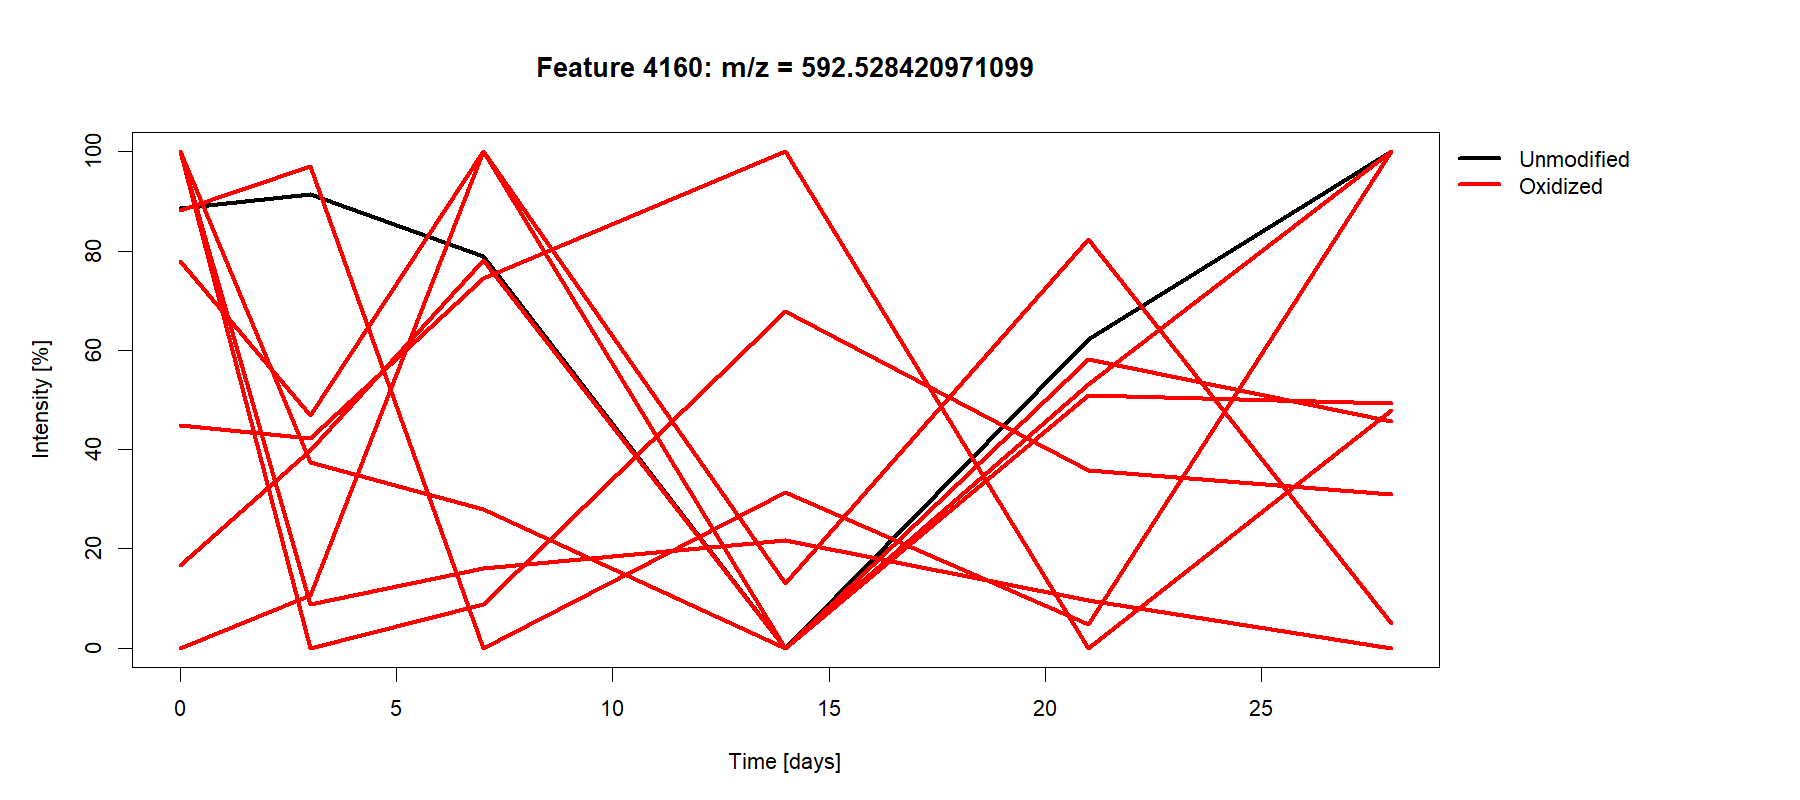 Feature 4160: m/z = 592.528420971099
Unmodified
Oxidized
Intensity [%]
100
80
60
40
20
0
0 5 10 15 20 25
Time [days]